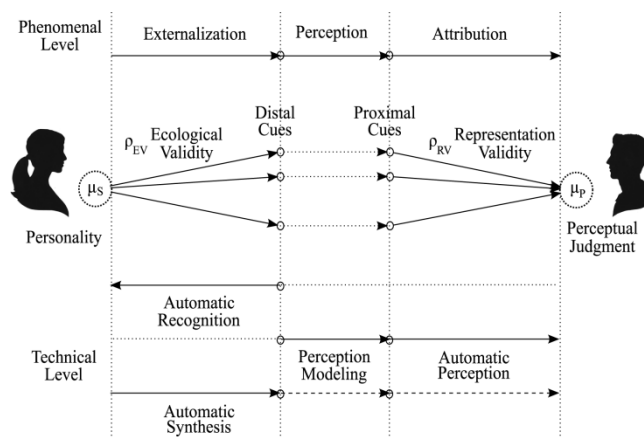 Phenomenal Level
Externalization
Perception
Attribution
ρEV
Ecological Validity
Distal Cues
Proximal Cues
ρRV
Representation Validity
μS
μP
Personality
Perceptual Judgment
Automatic Recognition
Technical Level
Perception Modeling
Automatic Perception
Automatic Synthesis